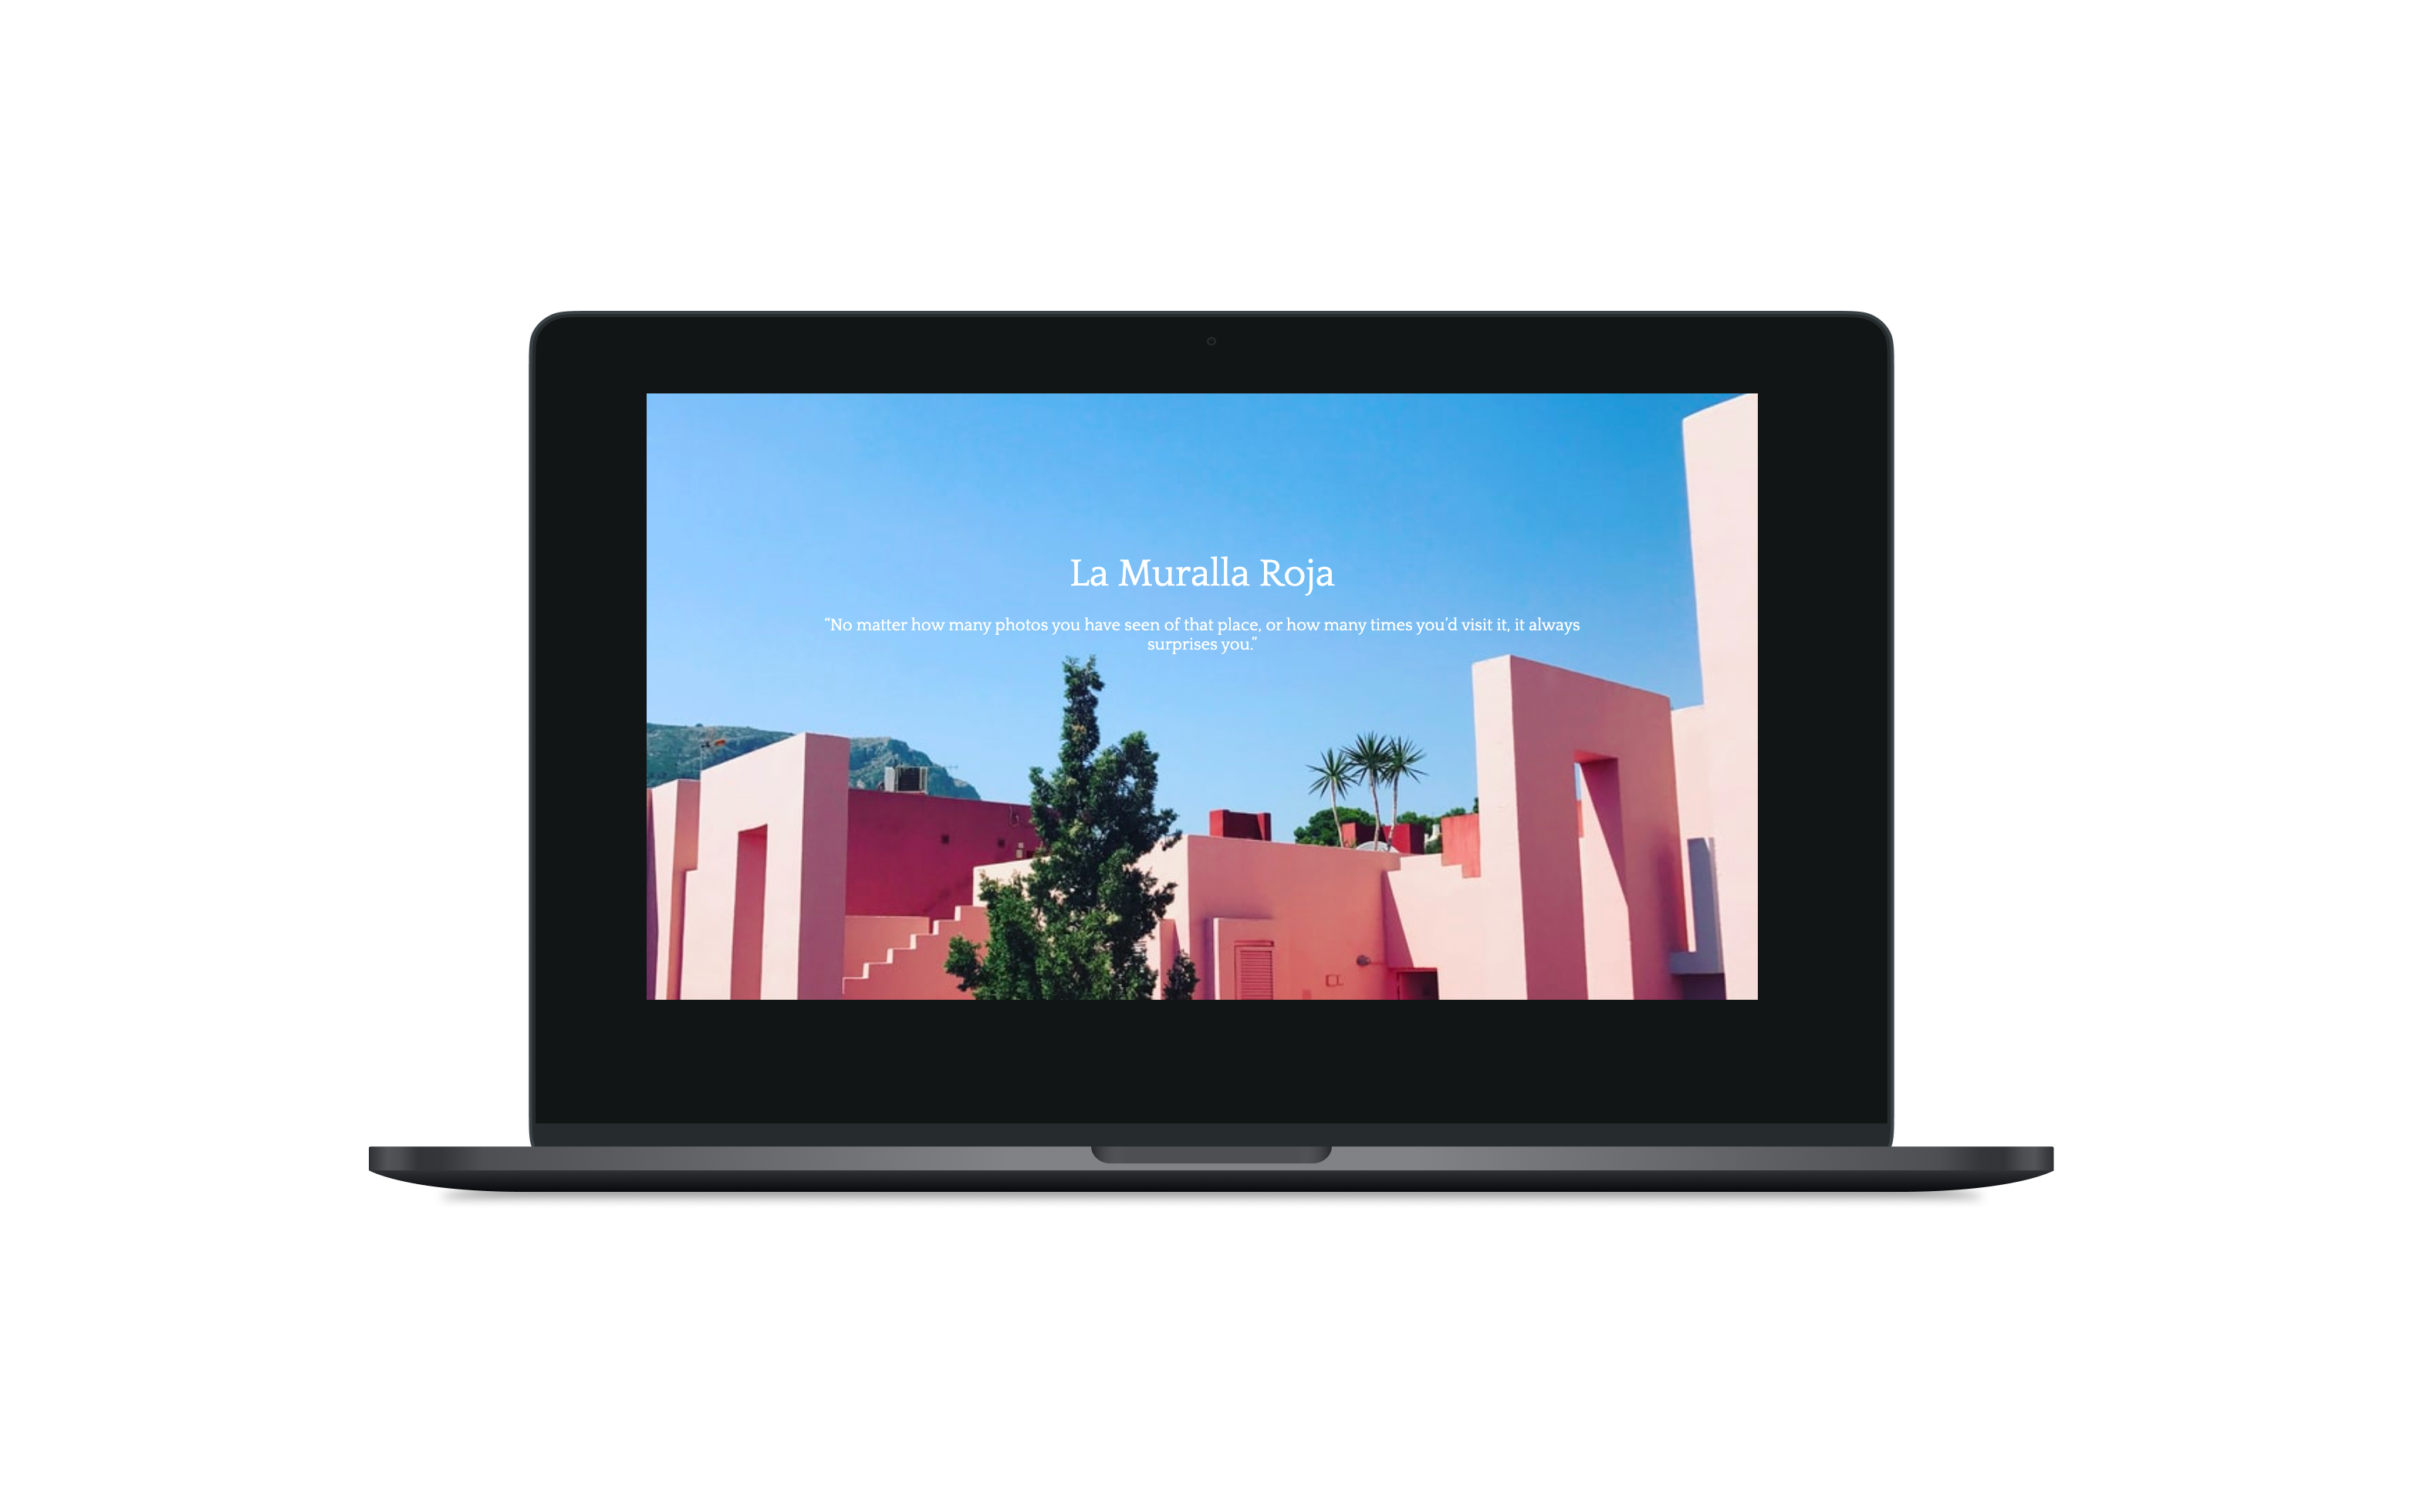 La Muralla Roja
“No matter how many photos you have seen of that place, or how many times you’d visit it, it always
surprises you.”